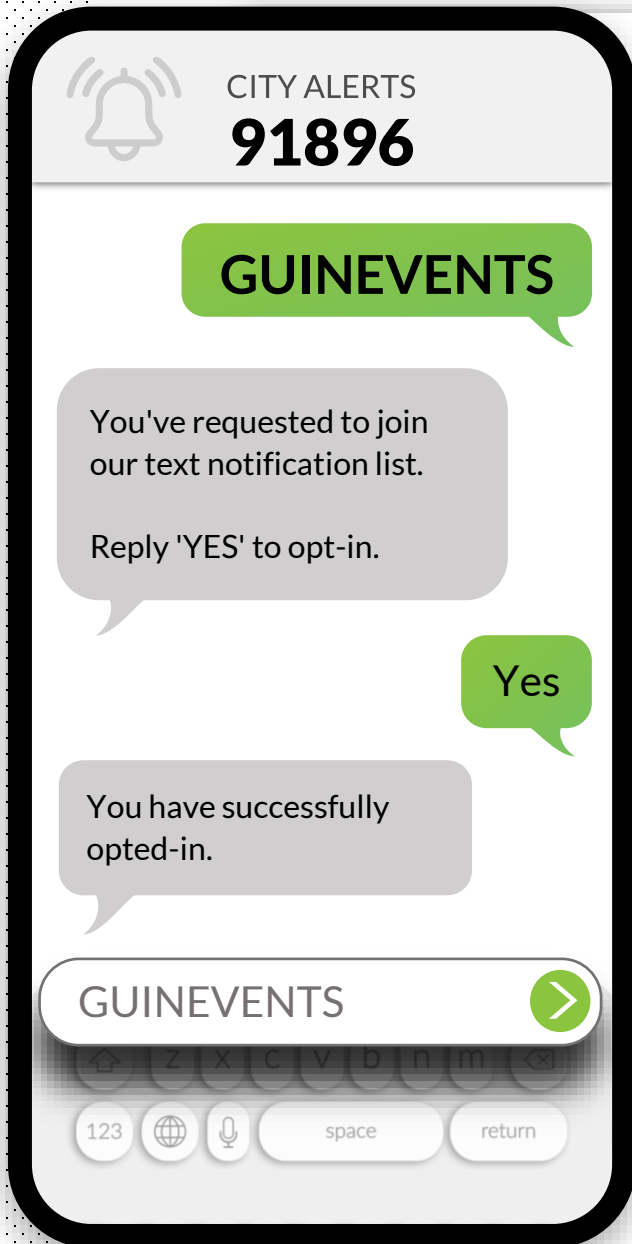 CITY ALERTS
91896
GUINEVENTS
You've requested to join
our text notification list.
Reply 'YES' to opt-in.
Yes
You have successfully
opted-in.
GUINEVENTS
z x c v b n m
123 space return